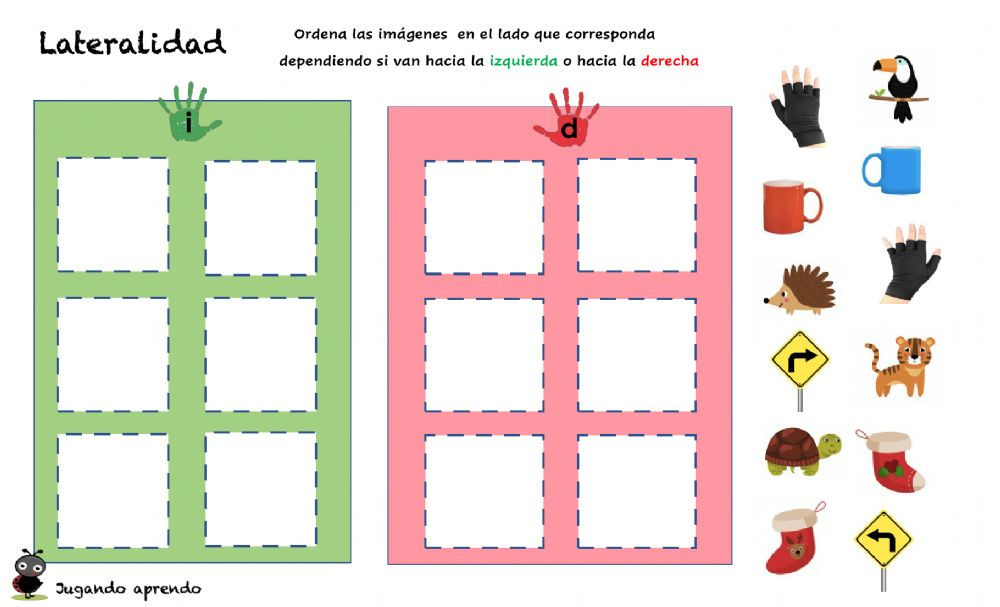 Lateralidad
Ordena las imágenes en el lado que corresponda
dependiendo si van hacia la izquierda o hacia la derecha
i
d
Jugando aprendo